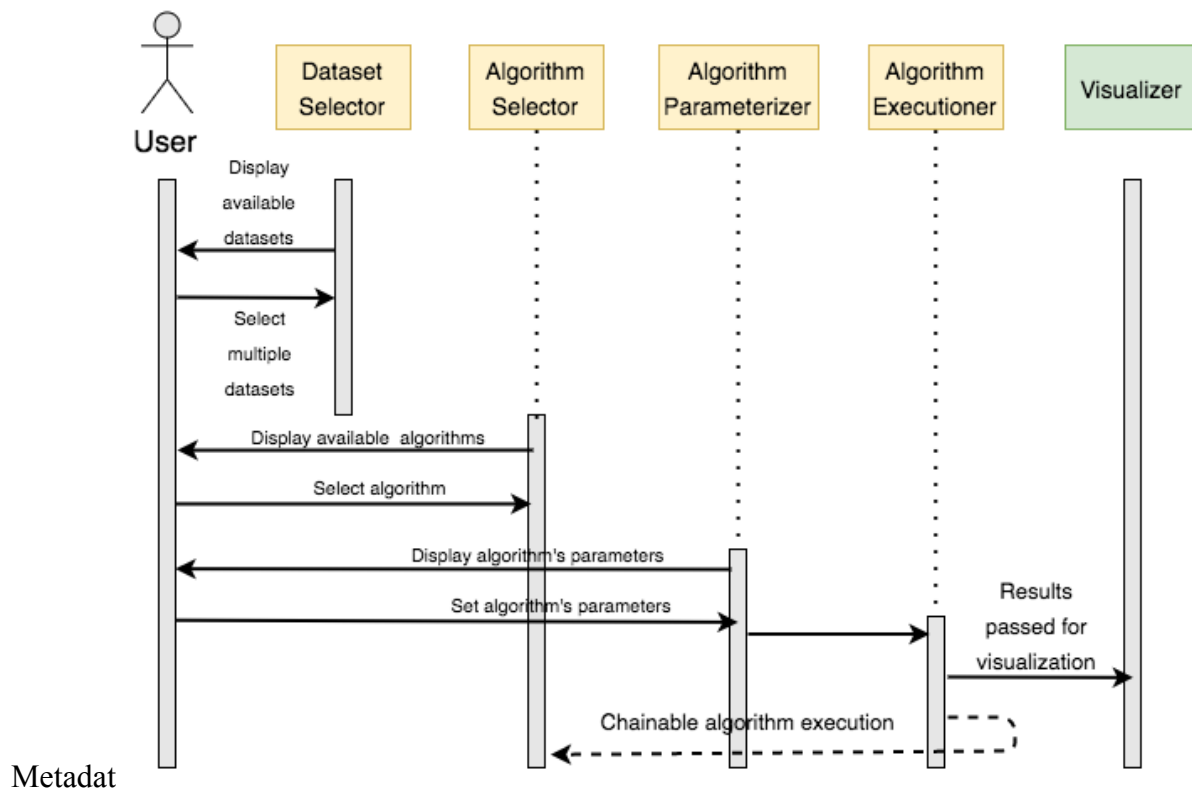 User
Dataset
Selector
Algorithm
Selector
Algorithm
Parameterizer
Algorithm
Executioner
Visualizer
Display
available
datasets
Select
multiple
datasets
Display available algorithms
Select algorithm
Display algorithm's parameters
Set algorithm's parameters
Results
passed for
visualization
Chainable algorithm execution
Metadat